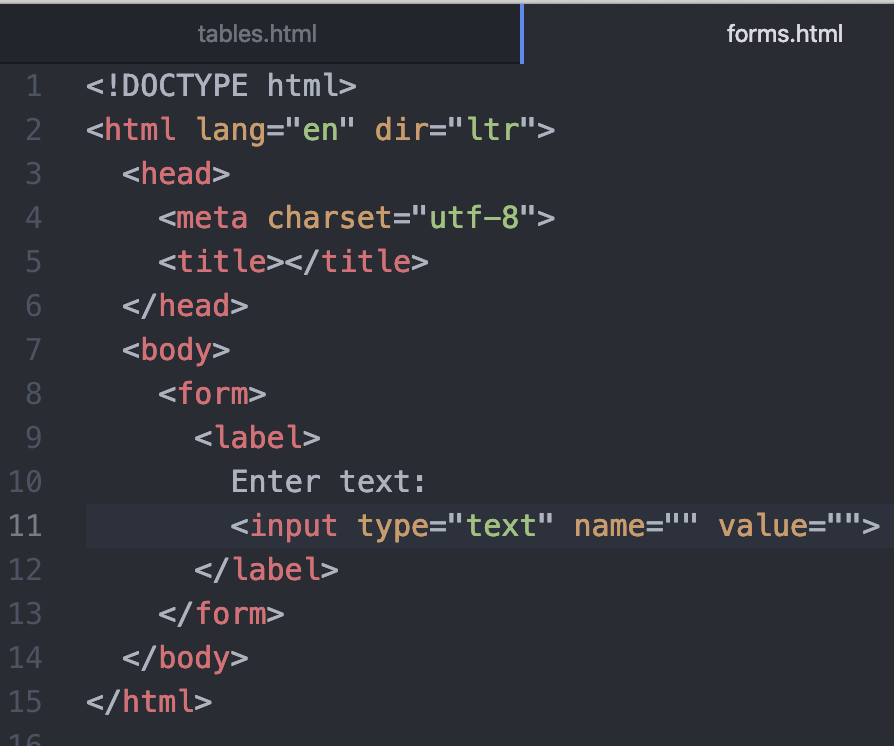 tables.html
forms.html
1 <!DOCTYPE html>
2 <html lang="en" dir="ltr">
3   <head>
4     <meta charset="utf-8">
5     <title></title>
6   </head>
7   <body>
8     <form>
9       <label>
10         Enter text:
11         <input type="text" name="" value="">
12       </label>
13     </form>
14   </body>
15 </html>
16